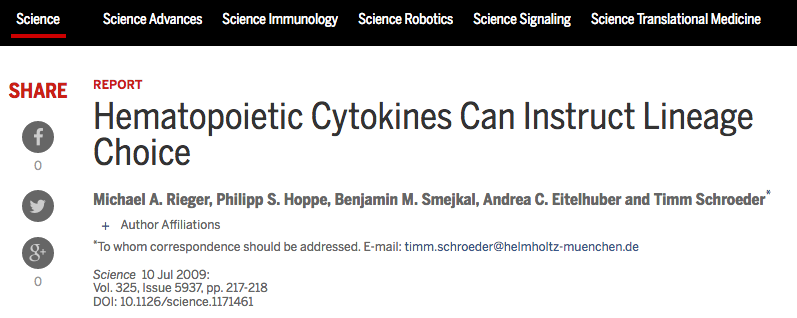 Science Science Advances Science Immunology Science Robotics Science Signaling Science Translational Medicine
SHARE
0
0
REPORT
Hematopoietic Cytokines Can Instruct Lineage
Choice
Michael A. Rieger, Philipp S. Hoppe, Benjamin M. Smejkal, Andrea C. Eitelhuber and Timm Schroeder*
+ Author Affiliations
*To whom correspondence should be addressed. E-mail: timm.schroeder@helmholtz-muenchen.de
Science 10 Jul 2009:
Vol. 325, Issue 5937, pp. 217-218
DOI: 10.1126/science.1171461